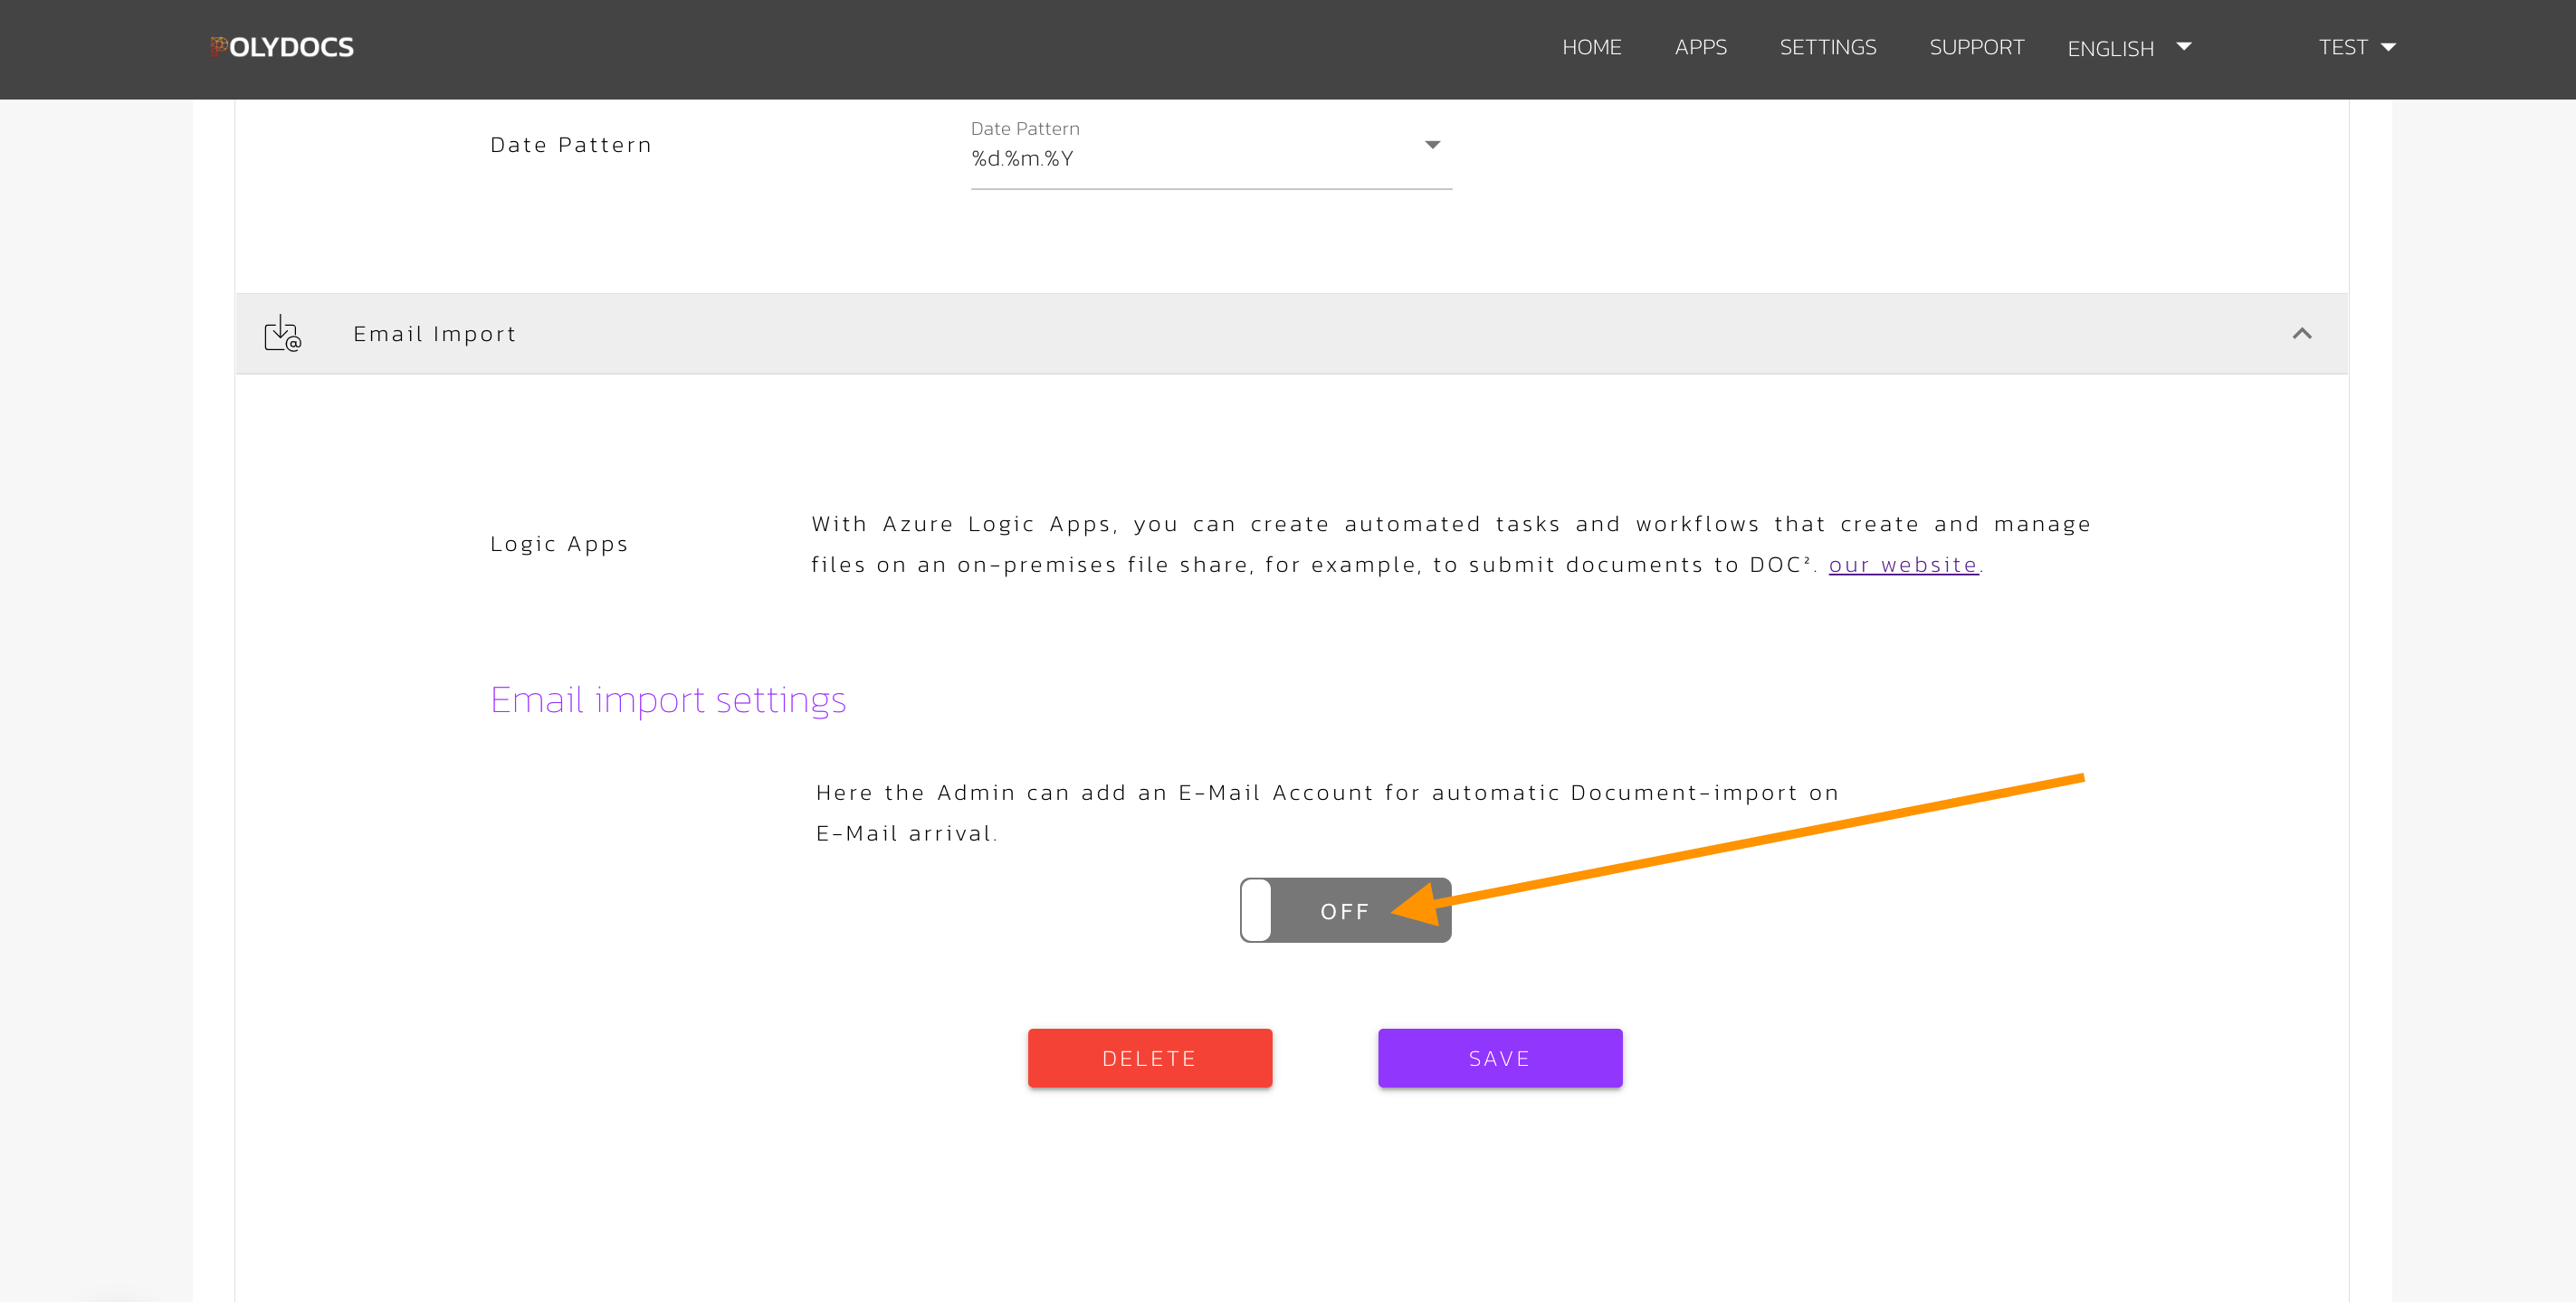 POLYDOCS
HOME APPS SETTINGS SUPPORT ENGLISH TEST
Date Pattern
Date Pattern
%d.%m.%Y
@ Email Import
Logic Apps
With Azure Logic Apps, you can create automated tasks and workflows that create and manage
files on an on-premises file share, for example, to submit documents to DOC². our website.
Email import settings
Here the Admin can add an E-Mail Account for automatic Document-import on
E-Mail arrival.
OFF
DELETE SAVE